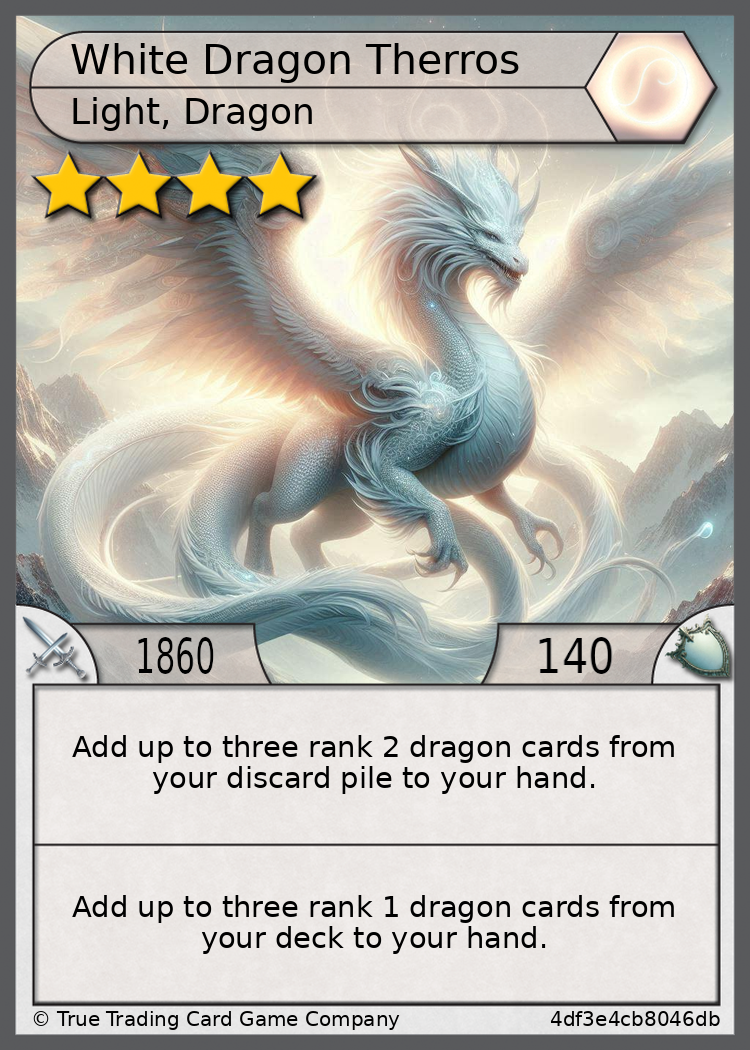 White Dragon Therros
Light, Dragon
1860
140
Add up to three rank 2 dragon cards from
your discard pile to your hand.
Add up to three rank 1 dragon cards from
your deck to your hand.
© True Trading Card Game Company
4df3e4cb8046db